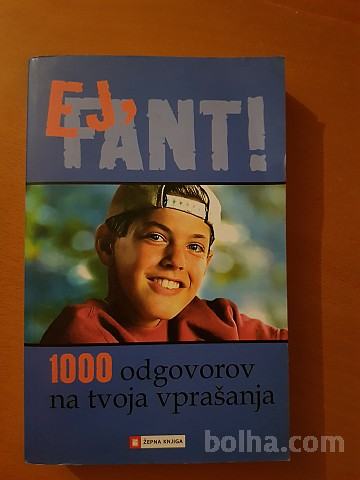 EJ,
FANT!
1000 odgovorov
na tvoja vprašanja
ŽEPNA KNJIGA
bolha.com